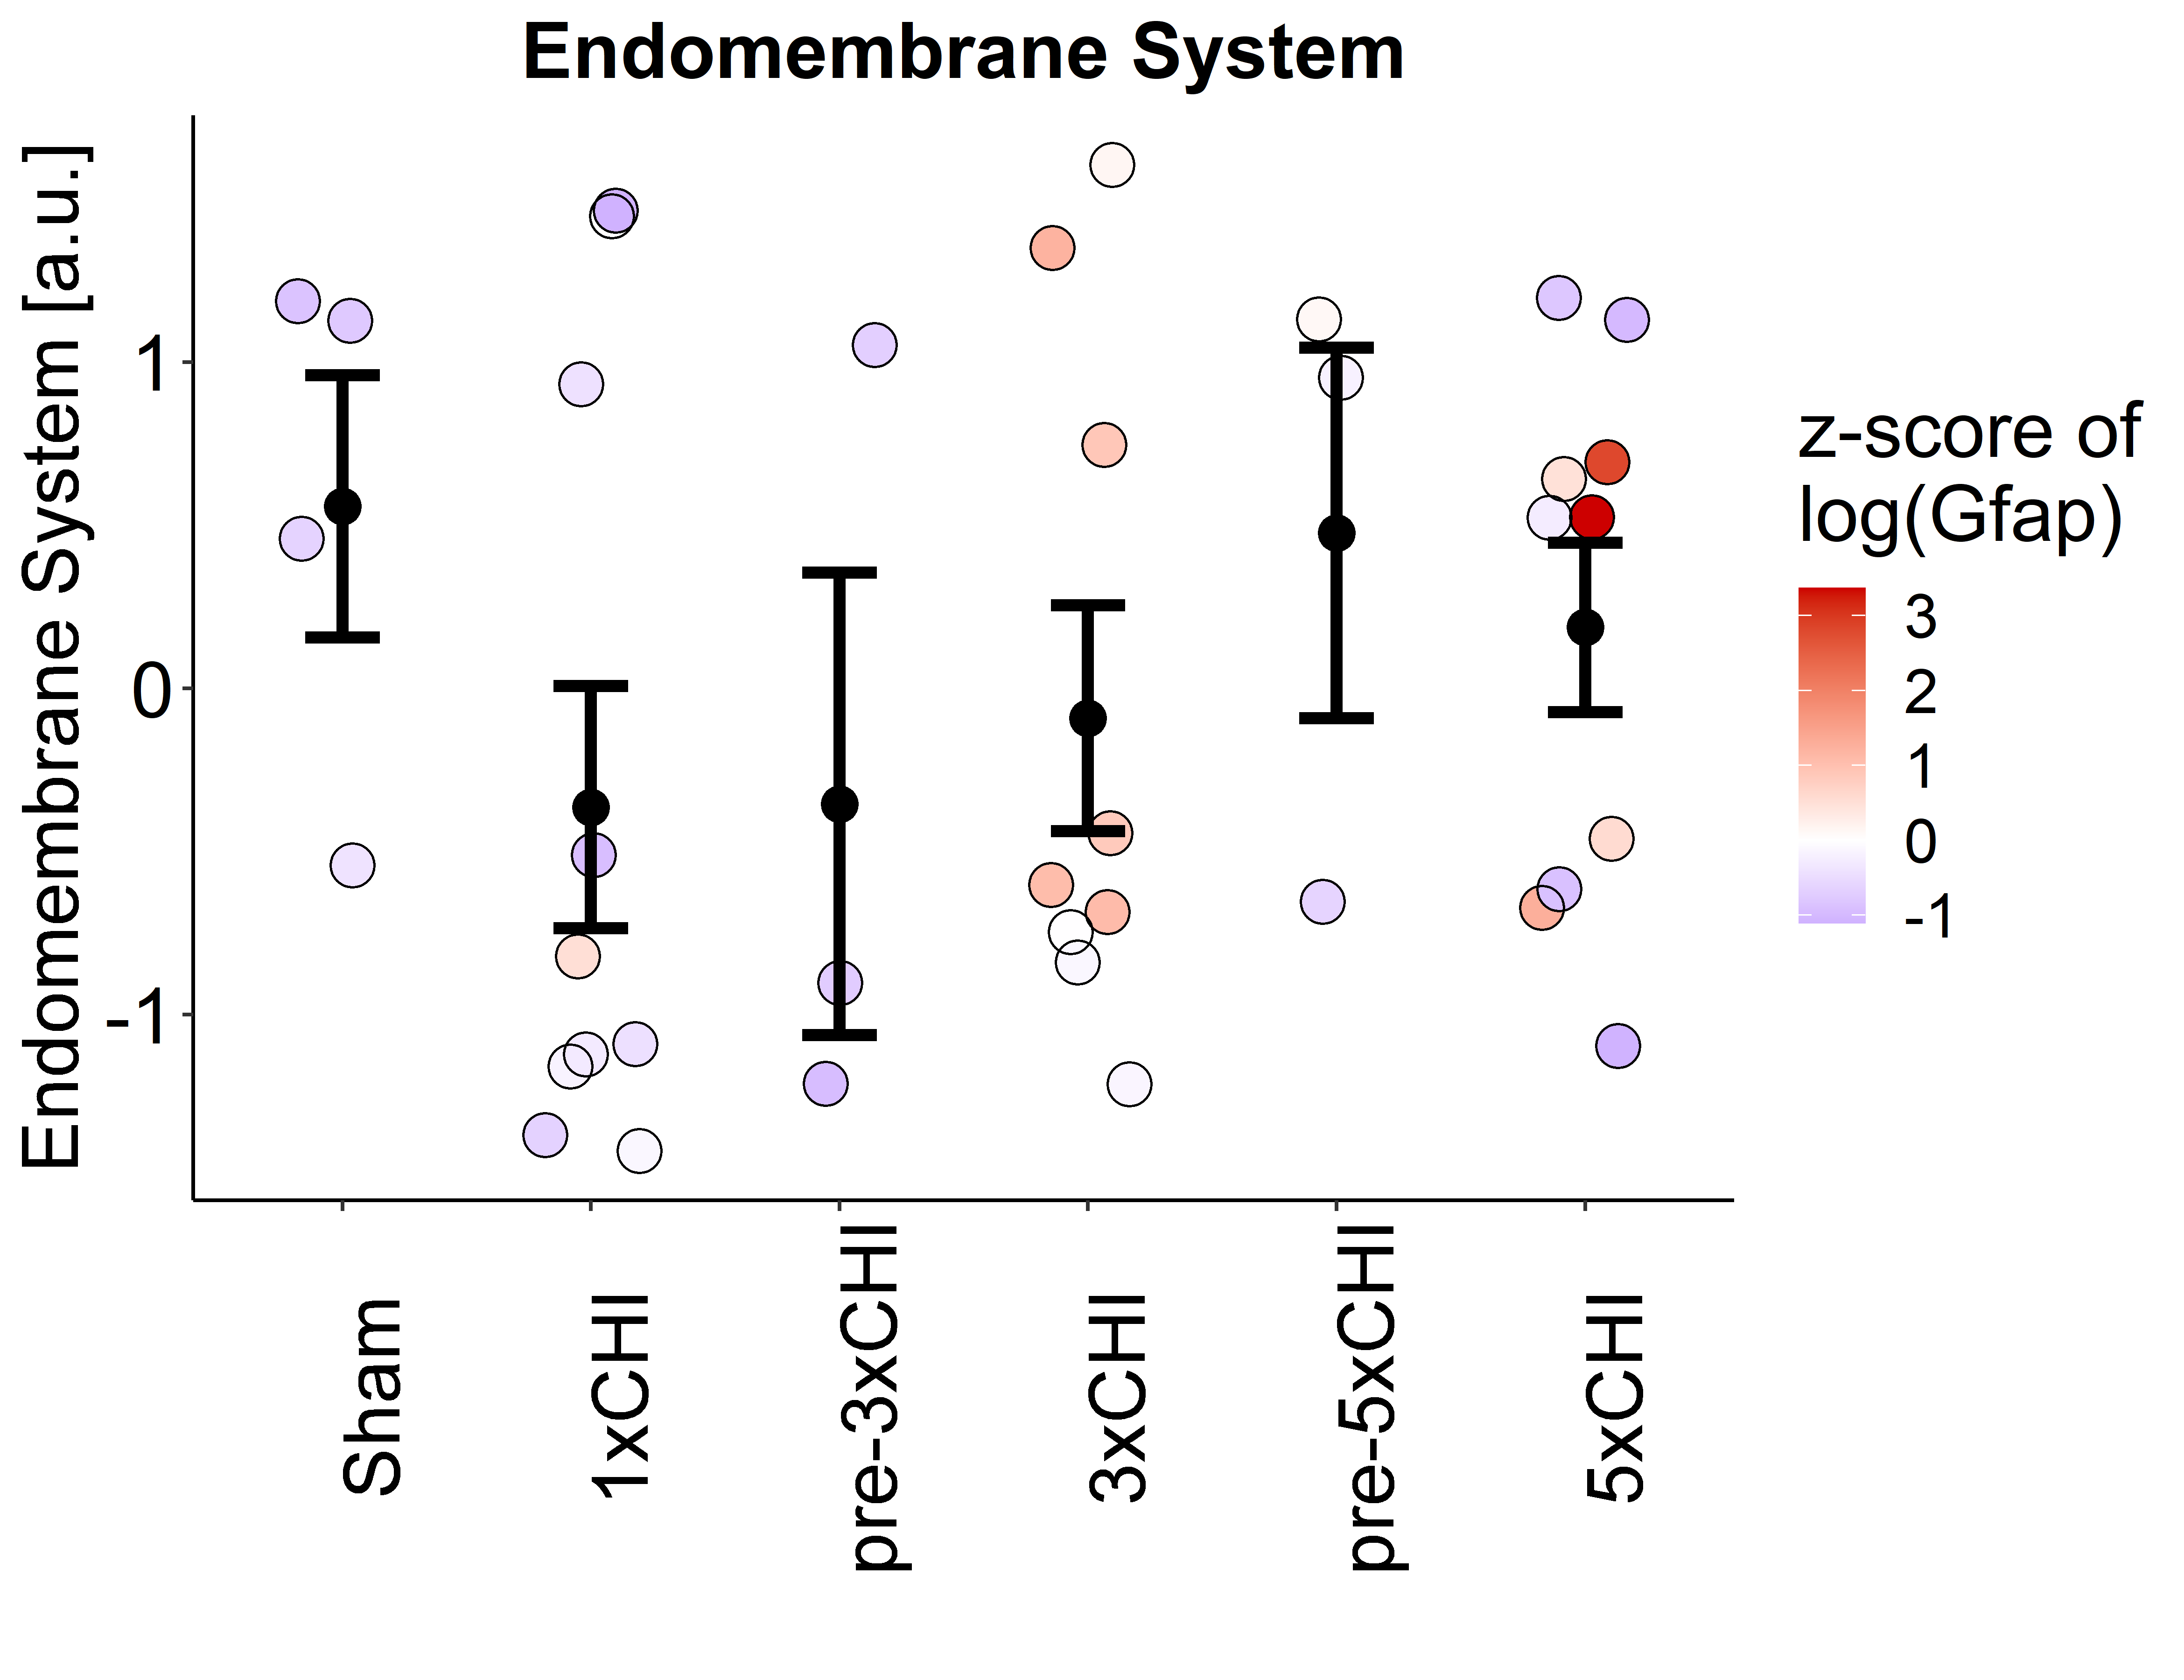 Endomembrane System
Endomembrane System [a.u.]
1
0
-1
Sham
1xCHI
pre-3xCHI
3xCHI
pre-5xCHI
5xCHI
z-score of
log(Gfap)
3
2
1
0
-1